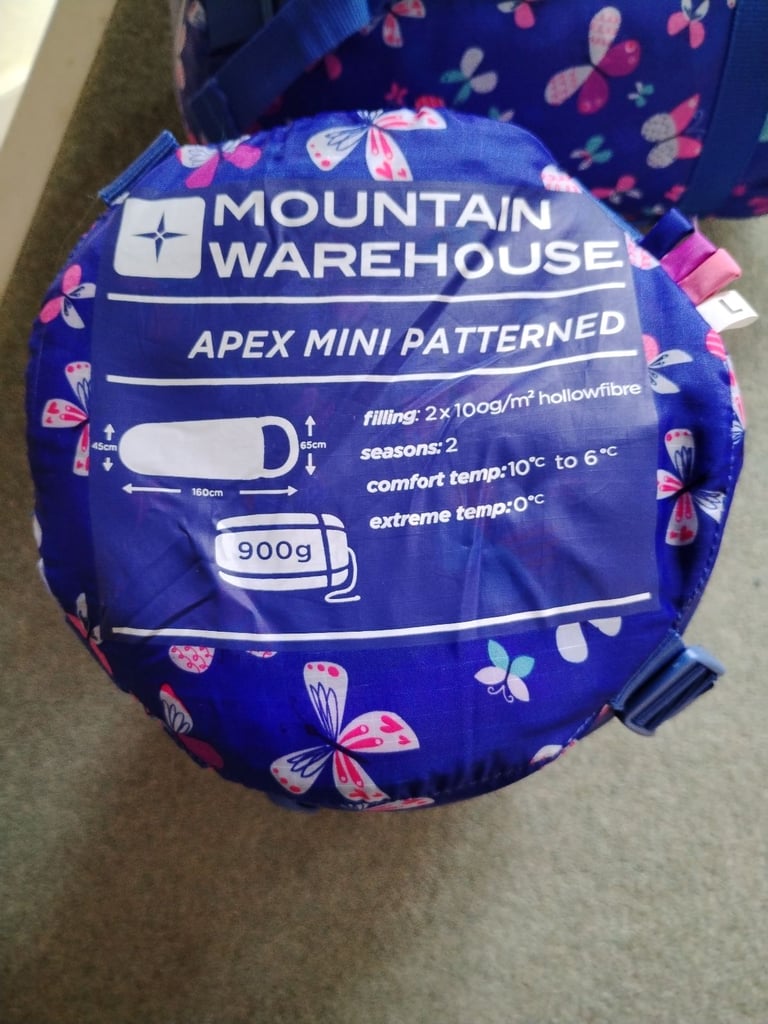 MOUNTAIN
WAREHOUSE
APEX MINI PATTERNED
filling: 2 x 100g/m² hollowfibre
seasons: 2
comfort temp: 10°C to 6°C
extreme temp: 0°C
45cm
65cm
160cm
900g
L